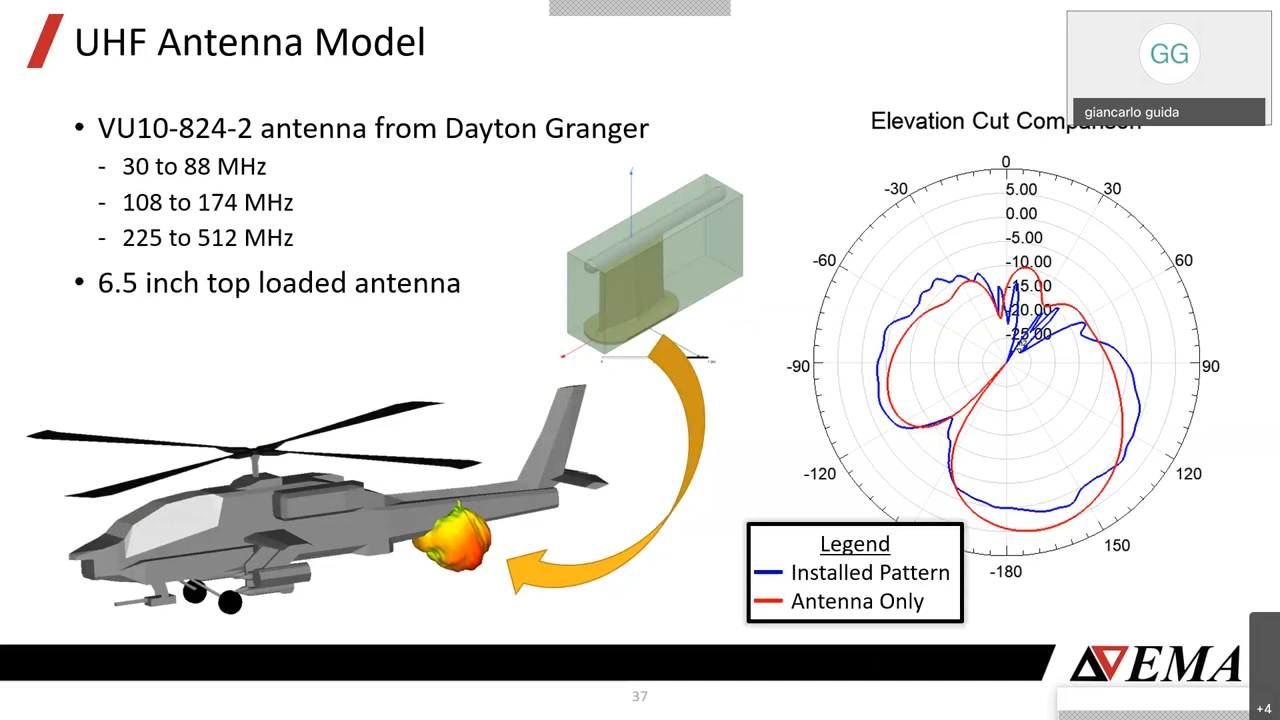 UHF Antenna Model
GG
giancarlo guida
• VU10-824-2 antenna from Dayton Granger
- 30 to 88 MHz
- 108 to 174 MHz
- 225 to 512 MHz
• 6.5 inch top loaded antenna
Elevation Cut Comparison
0
-30
30
5.00
0.00
-5.00
-60
60
-10.00
-15.00
-20.00
-25.00
-90
90
-120
120
150
-180
Legend
Installed Pattern
Antenna Only
EMA
37
+4